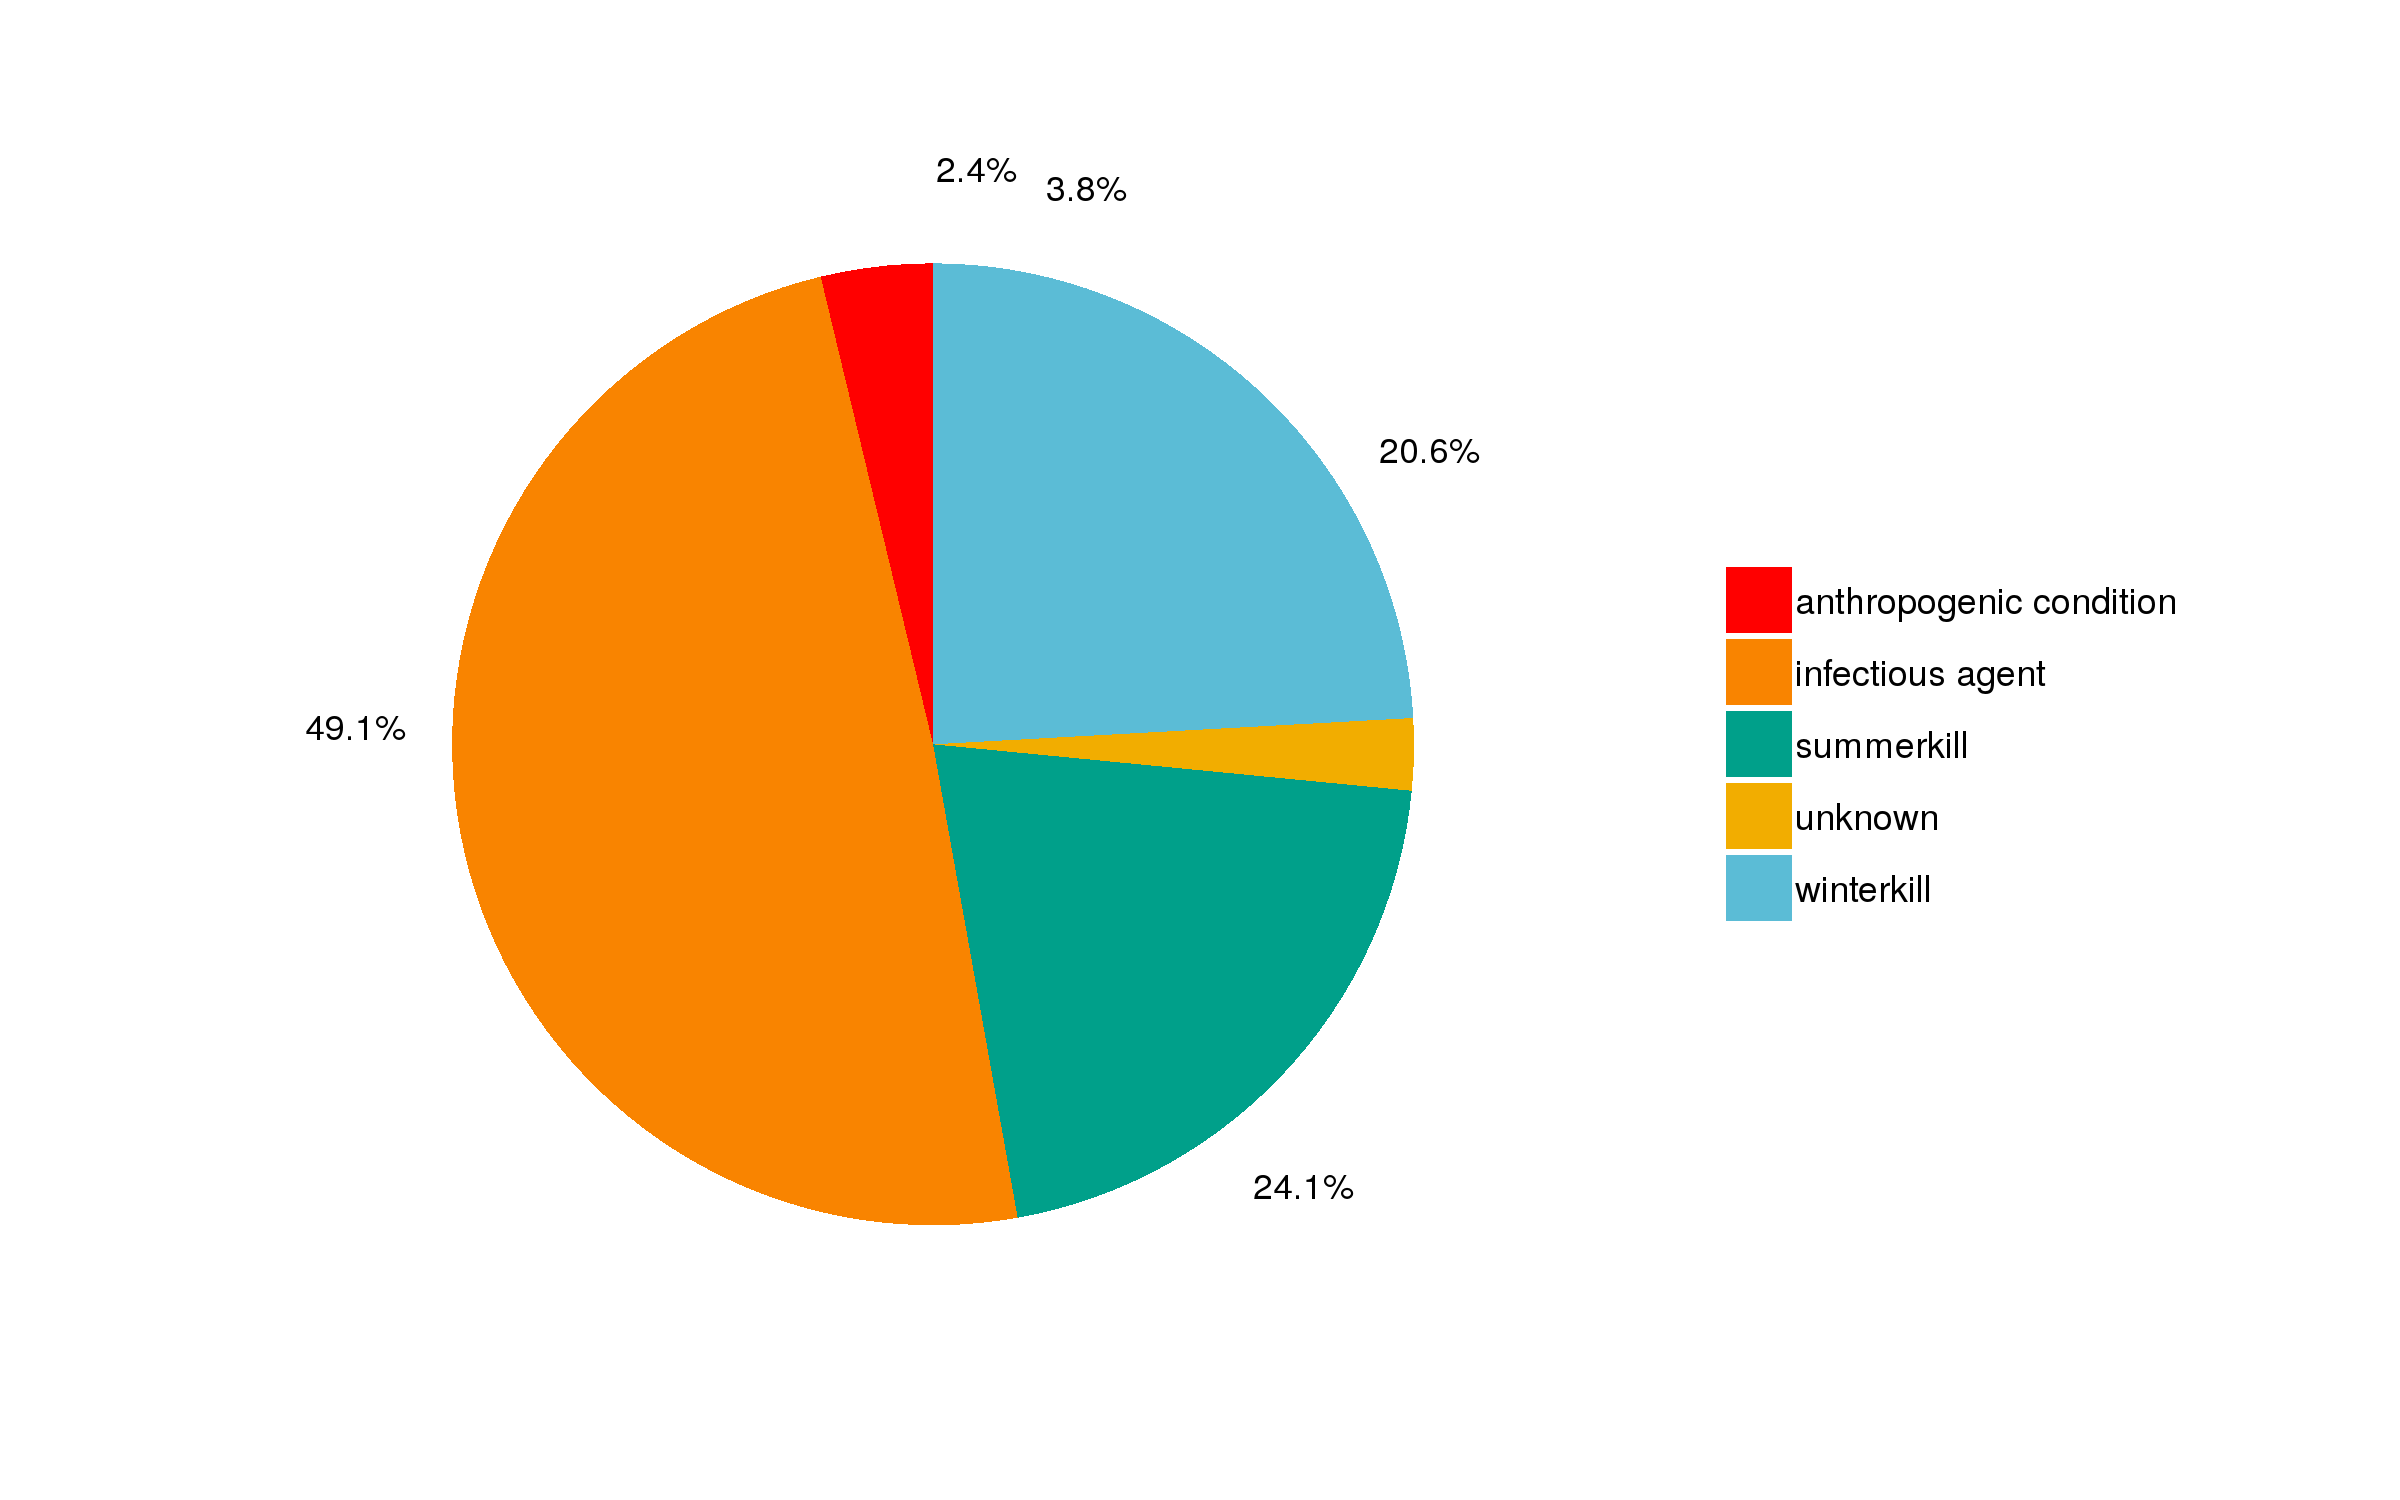 2.4%
3.8%
20.6%
49.1%
24.1%
anthropogenic condition
infectious agent
summerkill
unknown
winterkill